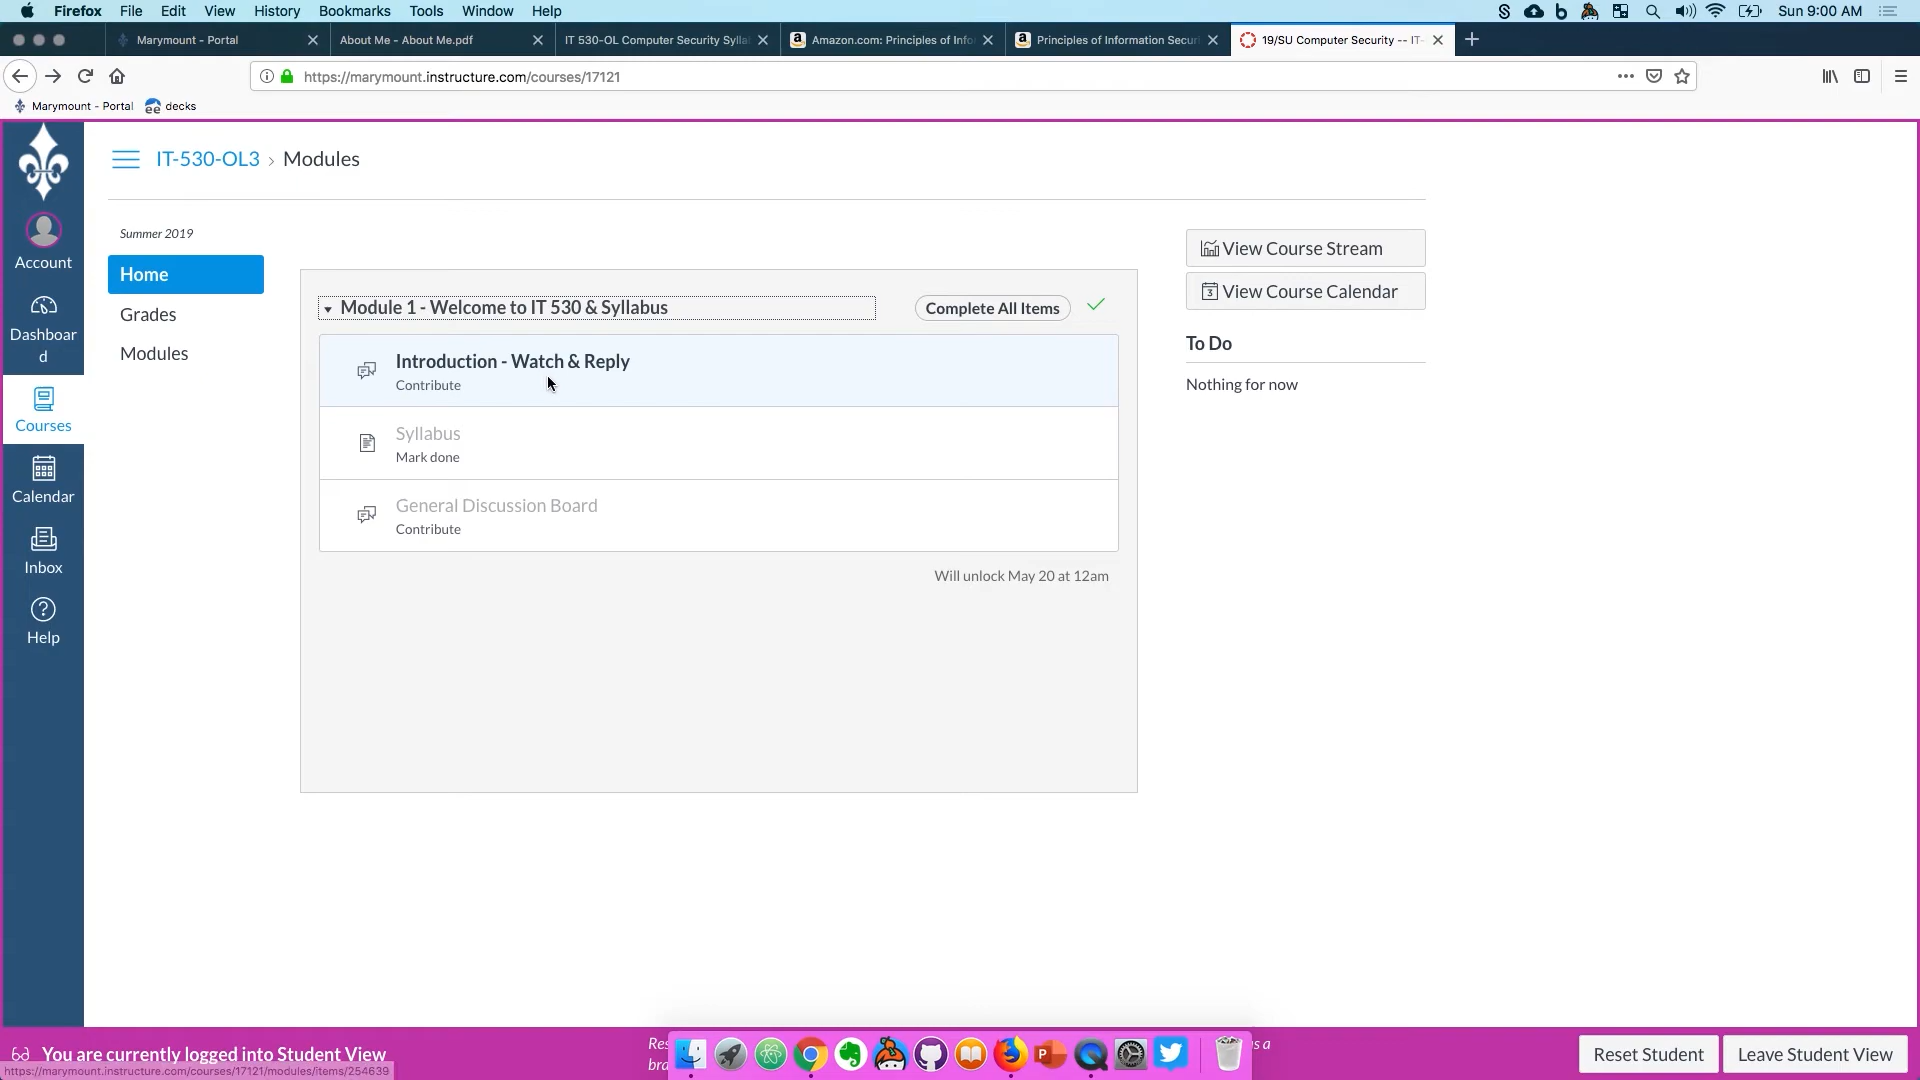 Firefox File Edit View History Bookmarks Tools Window Help Sun 9:00 AM
Marymount - Portal About Me - About Me.pdf IT 530-OL Computer Security Sylla Amazon.com: Principles of Info Principles of Information Securi 19/SU Computer Security -- IT-
https://marymount.instructure.com/courses/17121
Marymount - Portal decks
IT-530-OL3 › Modules
Account
Dashboar
d
Courses
Calendar
Inbox
Help
Summer 2019
Home
Grades
Modules
Module 1 - Welcome to IT 530 & Syllabus Complete All Items
Introduction - Watch & Reply
Contribute
Syllabus
Mark done
General Discussion Board
Contribute
Will unlock May 20 at 12am
View Course Stream
3 View Course Calendar
To Do
Nothing for now
You are currently logged into Student View
Reset Student Leave Student View
https://marymount.instructure.com/courses/17121/modules/items/254639